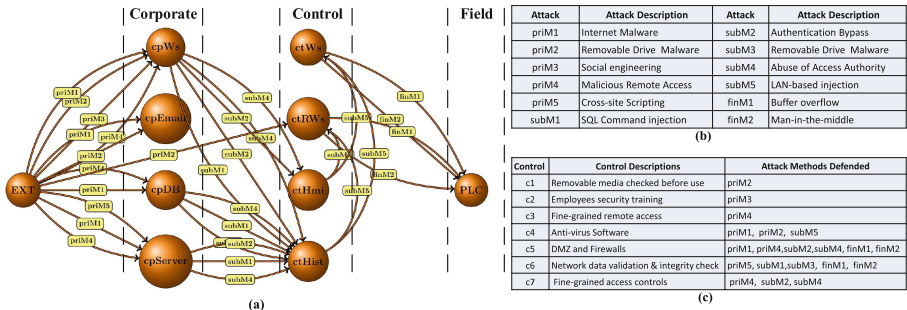 (a)
Corporate
Control
Field
cpWs
ctWs
cpEmail
ctRWs
EXT
cpDB
ctHmi
PLC
cpServer
ctHist
priM1
priM2
priM3
priM1
priM4
priM2
priM4
priM1
priM5
priM1
priM4
priM2
subM4
subM2
subM4
subM2
subM1
subM4
subM1
subM2
subM1
subM4
subM5
subM5
subM5
finM1
finM2
finM1
finM2
Attack Attack Description Attack Attack Description
priM1 Internet Malware subM2 Authentication Bypass
priM2 Removable Drive Malware subM3 Removable Drive Malware
priM3 Social engineering subM4 Abuse of Access Authority
priM4 Malicious Remote Access subM5 LAN-based injection
priM5 Cross-site Scripting finM1 Buffer overflow
subM1 SQL Command injection finM2 Man-in-the-middle
(b)
Control Control Descriptions Attack Methods Defended
c1 Removable media checked before use priM2
c2 Employees security training priM3
c3 Fine-grained remote access priM4
c4 Anti-virus Software priM1, priM2, subM5
c5 DMZ and Firewalls priM1, priM4,subM2,subM4, finM1, finM2
c6 Network data validation & integrity check priM5, subM1,subM3, finM1, finM2
c7 Fine-grained access controls priM4, subM2, subM4
(c)